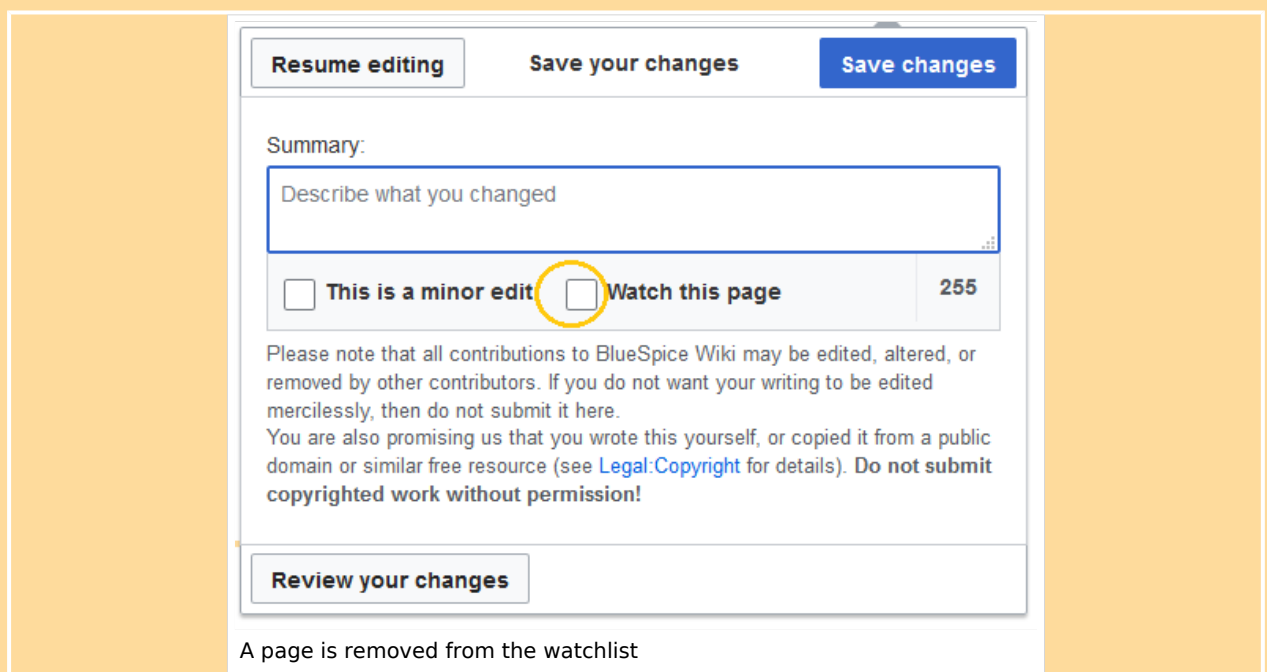 Resume editing Save your changes Save changes
Summary:
Describe what you changed
This is a minor edit Watch this page 255
Please note that all contributions to BlueSpice Wiki may be edited, altered, or
removed by other contributors. If you do not want your writing to be edited
mercilessly, then do not submit it here.
You are also promising us that you wrote this yourself, or copied it from a public
domain or similar free resource (see Legal:Copyright for details). Do not submit
copyrighted work without permission!
Review your changes
A page is removed from the watchlist